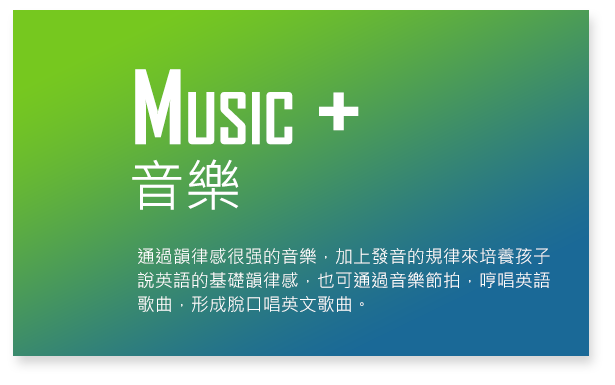 MUSIC +
音樂
通過韻律感很强的音樂，加上發音的規律來培養孩子
說英語的基礎韻律感，也可通過音樂節拍，哼唱英語
歌曲，形成脫口唱英文歌曲。